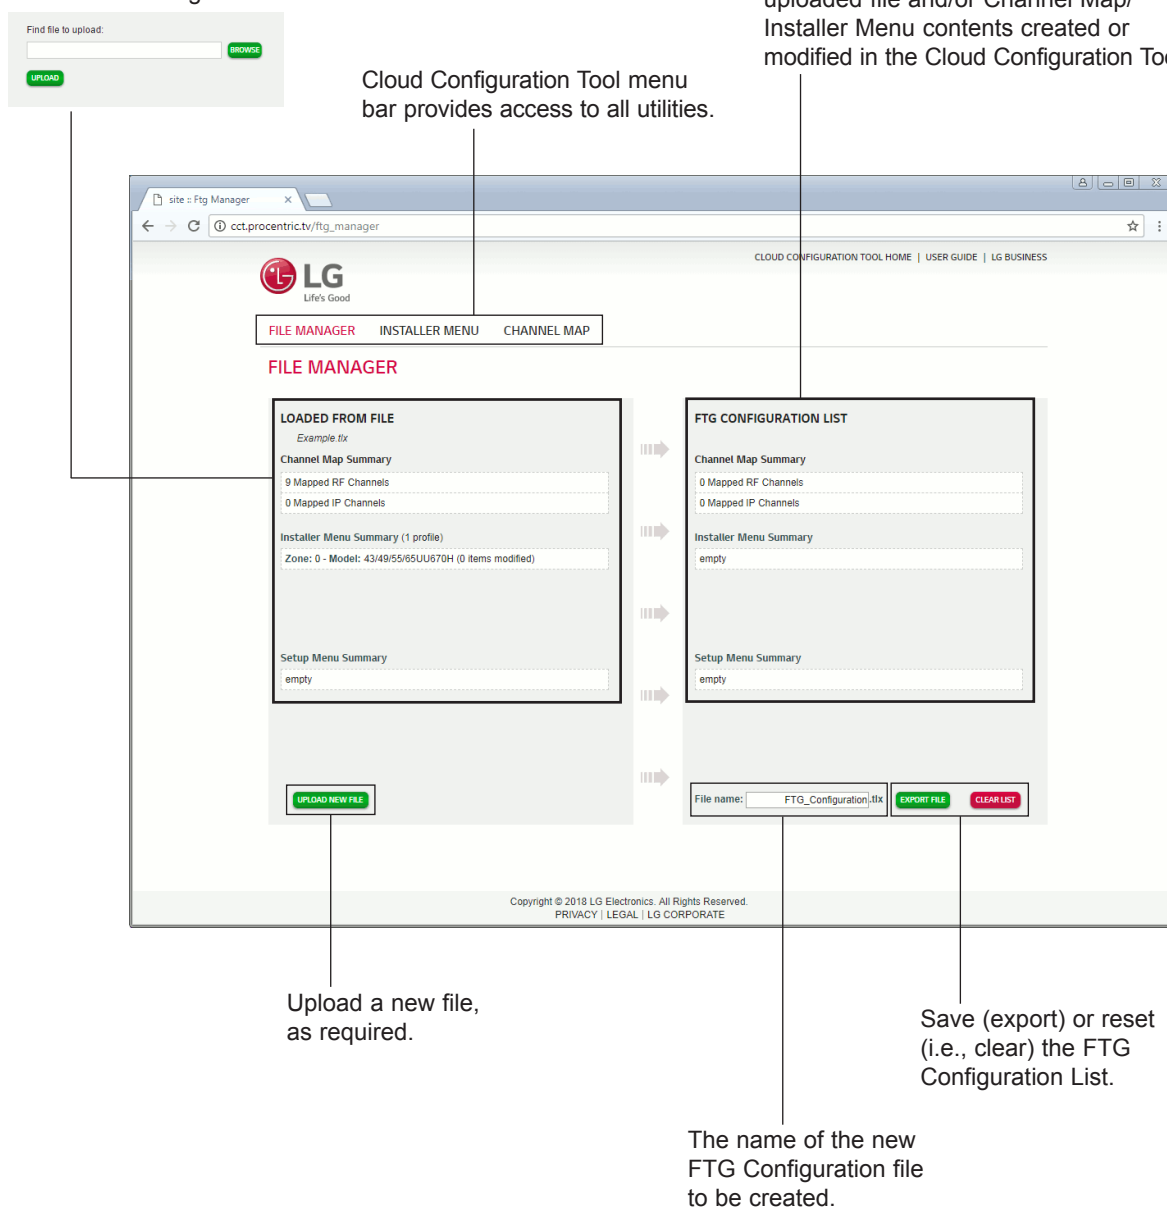 Find file to upload:
BROWSE
UPLOAD
uploaded file and/or Channel Map/
Installer Menu contents created or
modified in the Cloud Configuration
Cloud Configuration Tool menu
bar provides access to all utilities.
site :: Ftg Manager
cct.procentric.tv/ftg_manager
CLOUD CONFIGURATION TOOL HOME | USER GUIDE | LG BUSINESS
LG
Life's Good
FILE MANAGER INSTALLER MENU CHANNEL MAP
FILE MANAGER
LOADED FROM FILE
Example.tlx
Channel Map Summary
9 Mapped RF Channels
0 Mapped IP Channels
Installer Menu Summary (1 profile)
Zone: 0 - Model: 43/49/55/65UU670H (0 items modified)
Setup Menu Summary
empty
UPLOAD NEW FILE
FTG CONFIGURATION LIST
Channel Map Summary
0 Mapped RF Channels
0 Mapped IP Channels
Installer Menu Summary
empty
Setup Menu Summary
empty
File name: FTG_Configuration .tlx EXPORT FILE CLEAR LIST
Copyright © 2018 LG Electronics. All Rights Reserved.
PRIVACY | LEGAL | LG CORPORATE
Upload a new file,
as required.
Save (export) or reset
(i.e., clear) the FTG
Configuration List.
The name of the new
FTG Configuration file
to be created.